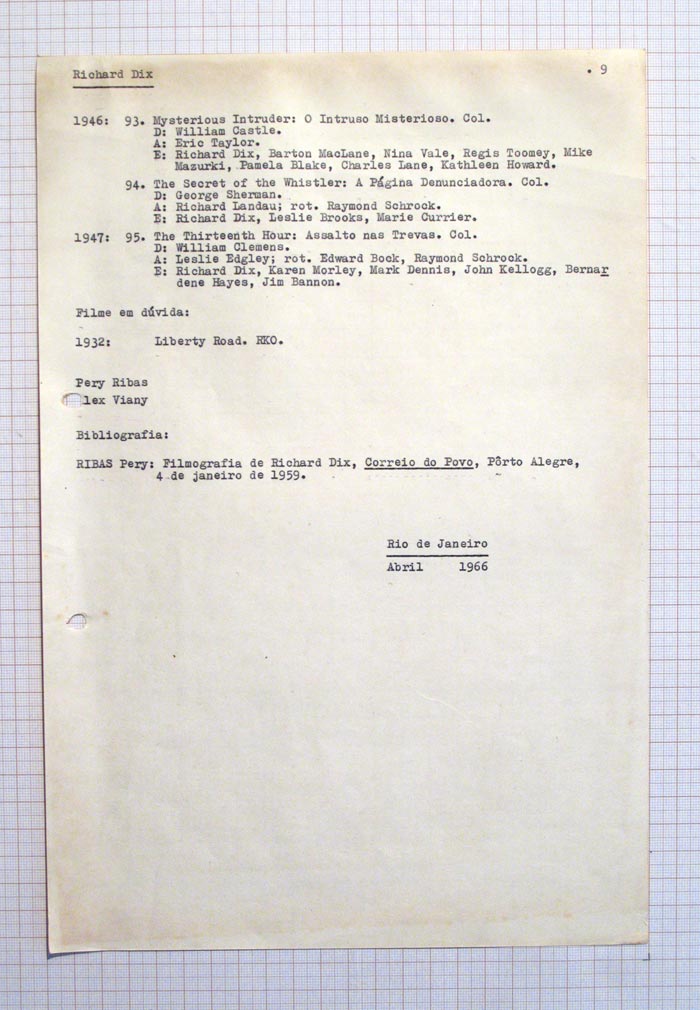 Richard Dix . 9
1946: 93. Mysterious Intruder: O Intruso Misterioso. Col.
D: William Castle.
A: Eric Taylor.
E: Richard Dix, Barton MacLane, Nina Vale, Regis Toomey, Mike
Mazurki, Pamela Blake, Charles Lane, Kathleen Howard.
94. The Secret of the Whistler: A Página Denunciadora. Col.
D: George Sherman.
A: Richard Landau; rot. Raymond Schrock.
E: Richard Dix, Leslie Brooks, Marie Currier.
1947: 95. The Thirteenth Hour: Assalto nas Trevas. Col.
D: William Clemens.
A: Leslie Edgley; rot. Edward Bock, Raymond Schrock.
E: Richard Dix, Karen Morley, Mark Dennis, John Kellogg, Bernar
dene Hayes, Jim Bannon.
Filme em dúvida:
1932: Liberty Road. RKO.
Pery Ribas
lex Viany
Bibliografia:
RIBAS Pery: Filmografia de Richard Dix, Correio do Povo, Pôrto Alegre,
4 de janeiro de 1959.
Rio de Janeiro
Abril 1966